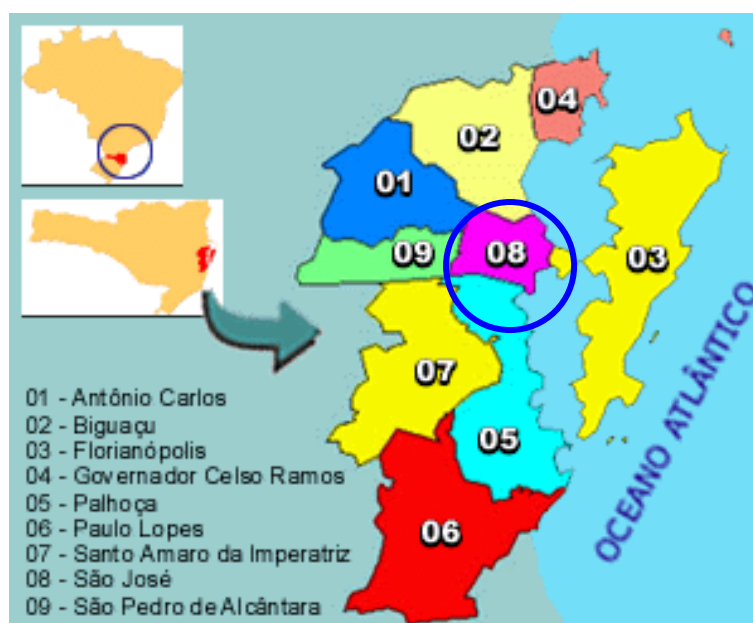 04
02
01
03
09
08
07
05
06
OCEANO ATLÂNTICO
01 - Antônio Carlos
02 - Biguaçu
03 - Florianópolis
04 - Governador Celso Ramos
05 - Palhoça
06 - Paulo Lopes
07 - Santo Amaro da Imperatriz
08 - São José
09 - São Pedro de Alcântara